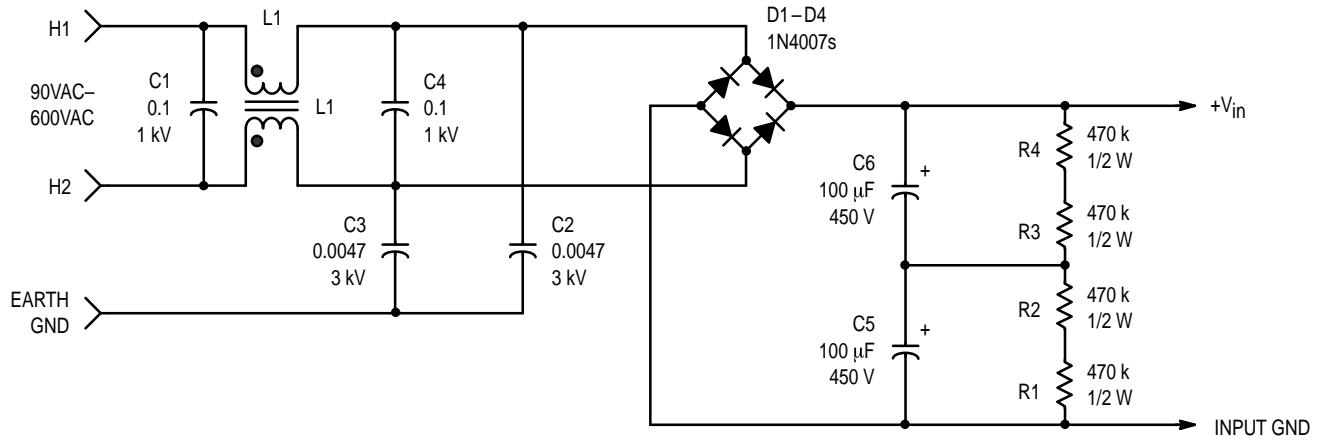 H1
L1
D1–D4
1N4007s
90VAC–
600VAC
C1
0.1
1 kV
L1
C4
0.1
1 kV
+Vin
R4
470 k
1/2 W
H2
C6
+
100 μF
450 V
R3
470 k
1/2 W
C3
0.0047
3 kV
C2
0.0047
3 kV
EARTH
GND
R2
470 k
1/2 W
C5
+
100 μF
450 V
R1
470 k
1/2 W
INPUT GND